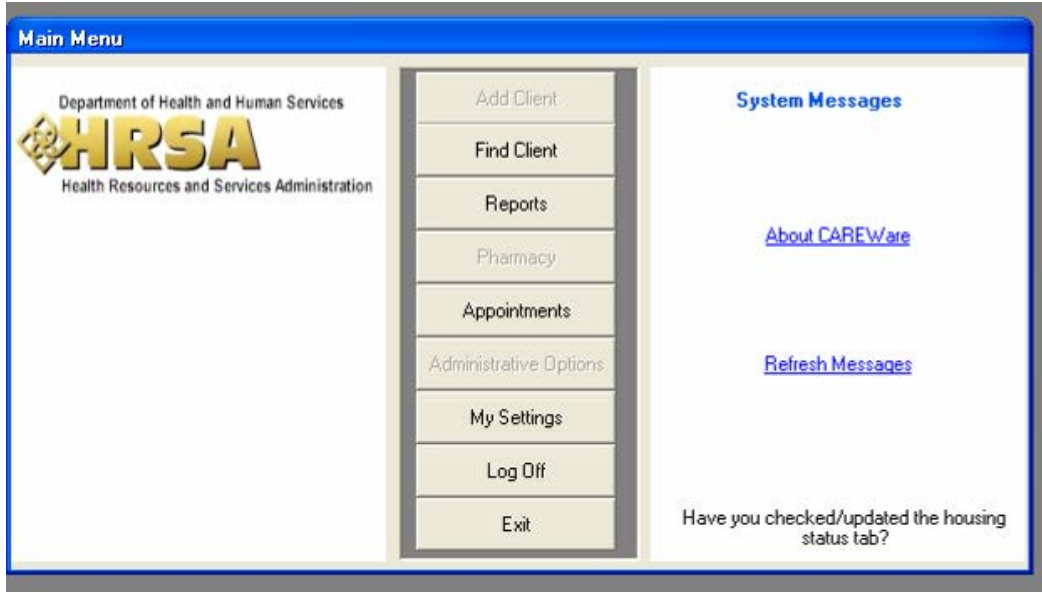 Main Menu
Department of Health and Human Services
HRSA
Health Resources and Services Administration
Add Client
Find Client
Reports
Pharmacy
Appointments
Administrative Options
My Settings
Log Off
Exit
System Messages
About CAREWare
Refresh Messages
Have you checked/updated the housing
status tab?